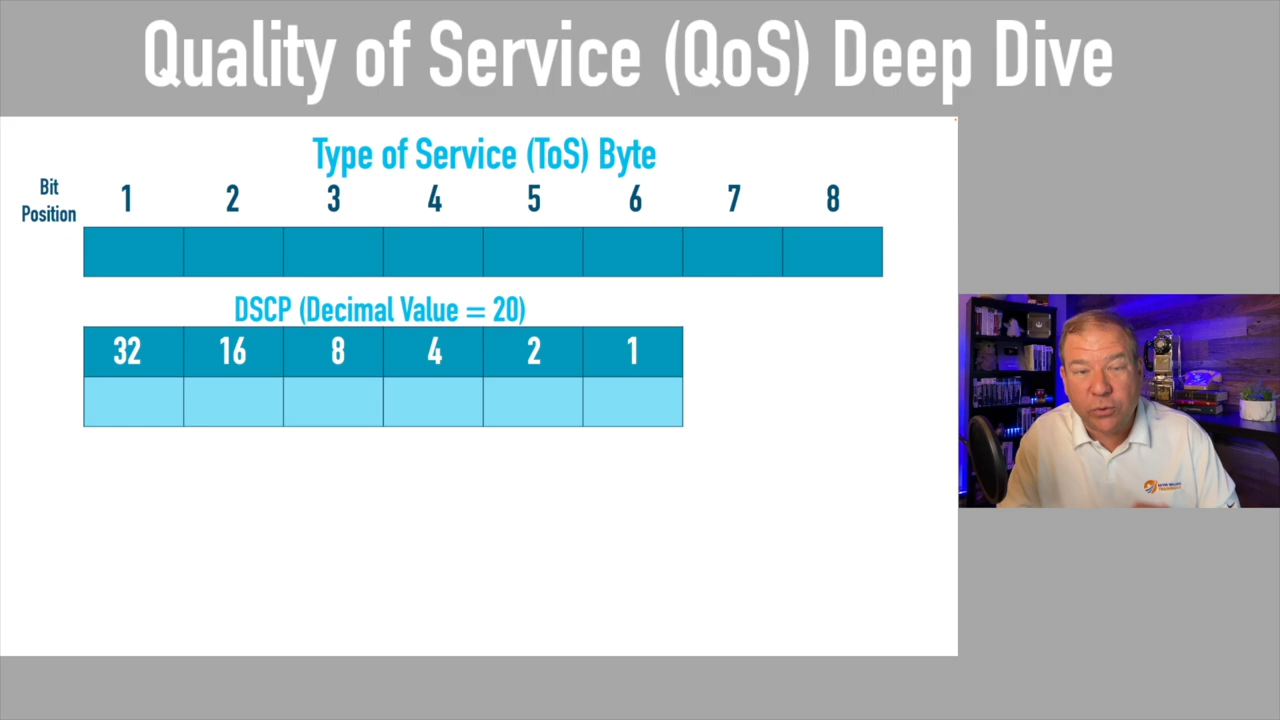 Quality of Service (QoS) Deep Dive
Type of Service (ToS) Byte
Bit
Position
1 2 3 4 5 6 7 8
DSCP (Decimal Value = 20)
32 16 8 4 2 1